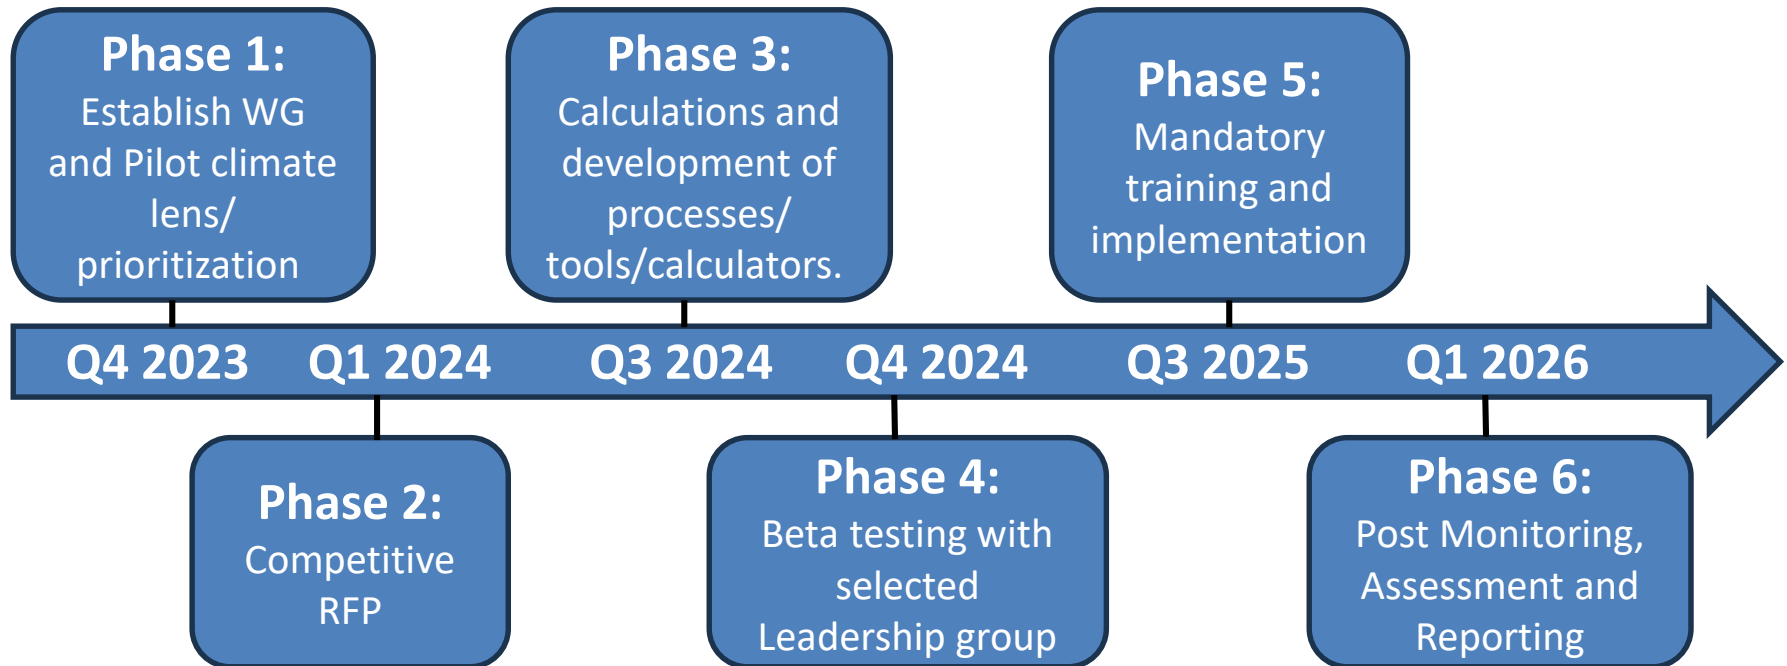 Phase 1:
Establish WG
and Pilot climate
lens/
prioritization
Phase 3:
Calculations and
development of
processes/
tools/calculators.
Phase 5:
Mandatory
training and
implementation
Q4 2023
Q1 2024
Q3 2024
Q4 2024
Q3 2025
Q1 2026
Phase 2:
Competitive
RFP
Phase 4:
Beta testing with
selected
Leadership group
Phase 6:
Post Monitoring,
Assessment and
Reporting